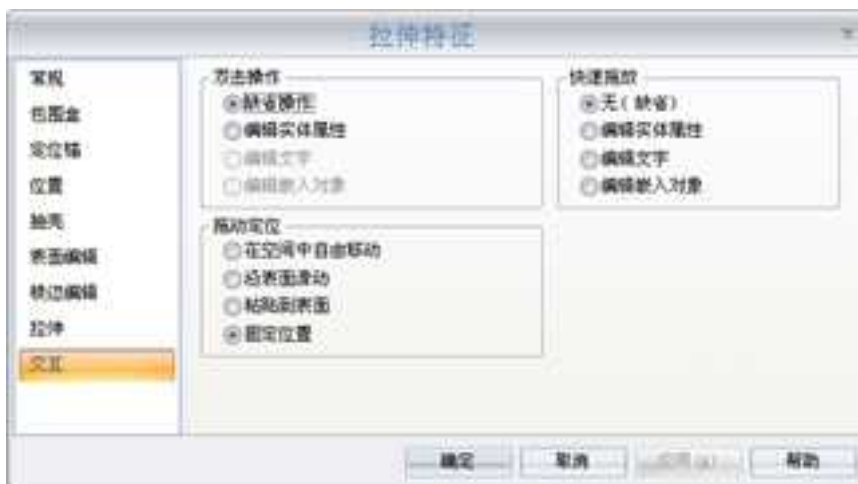 拉伸特征
常规
包围盒
定位锚
位置
抽壳
表面编辑
棱边编辑
拉伸
交互
双击操作
缺省操作
编辑实体属性
编辑文字
编辑嵌入对象
拖动定位
在空间中自由移动
沿表面滑动
粘贴到表面
固定位置
快速拖放
无(缺省)
编辑实体属性
编辑文字
编辑嵌入对象
确定
取消
应用(A)
帮助